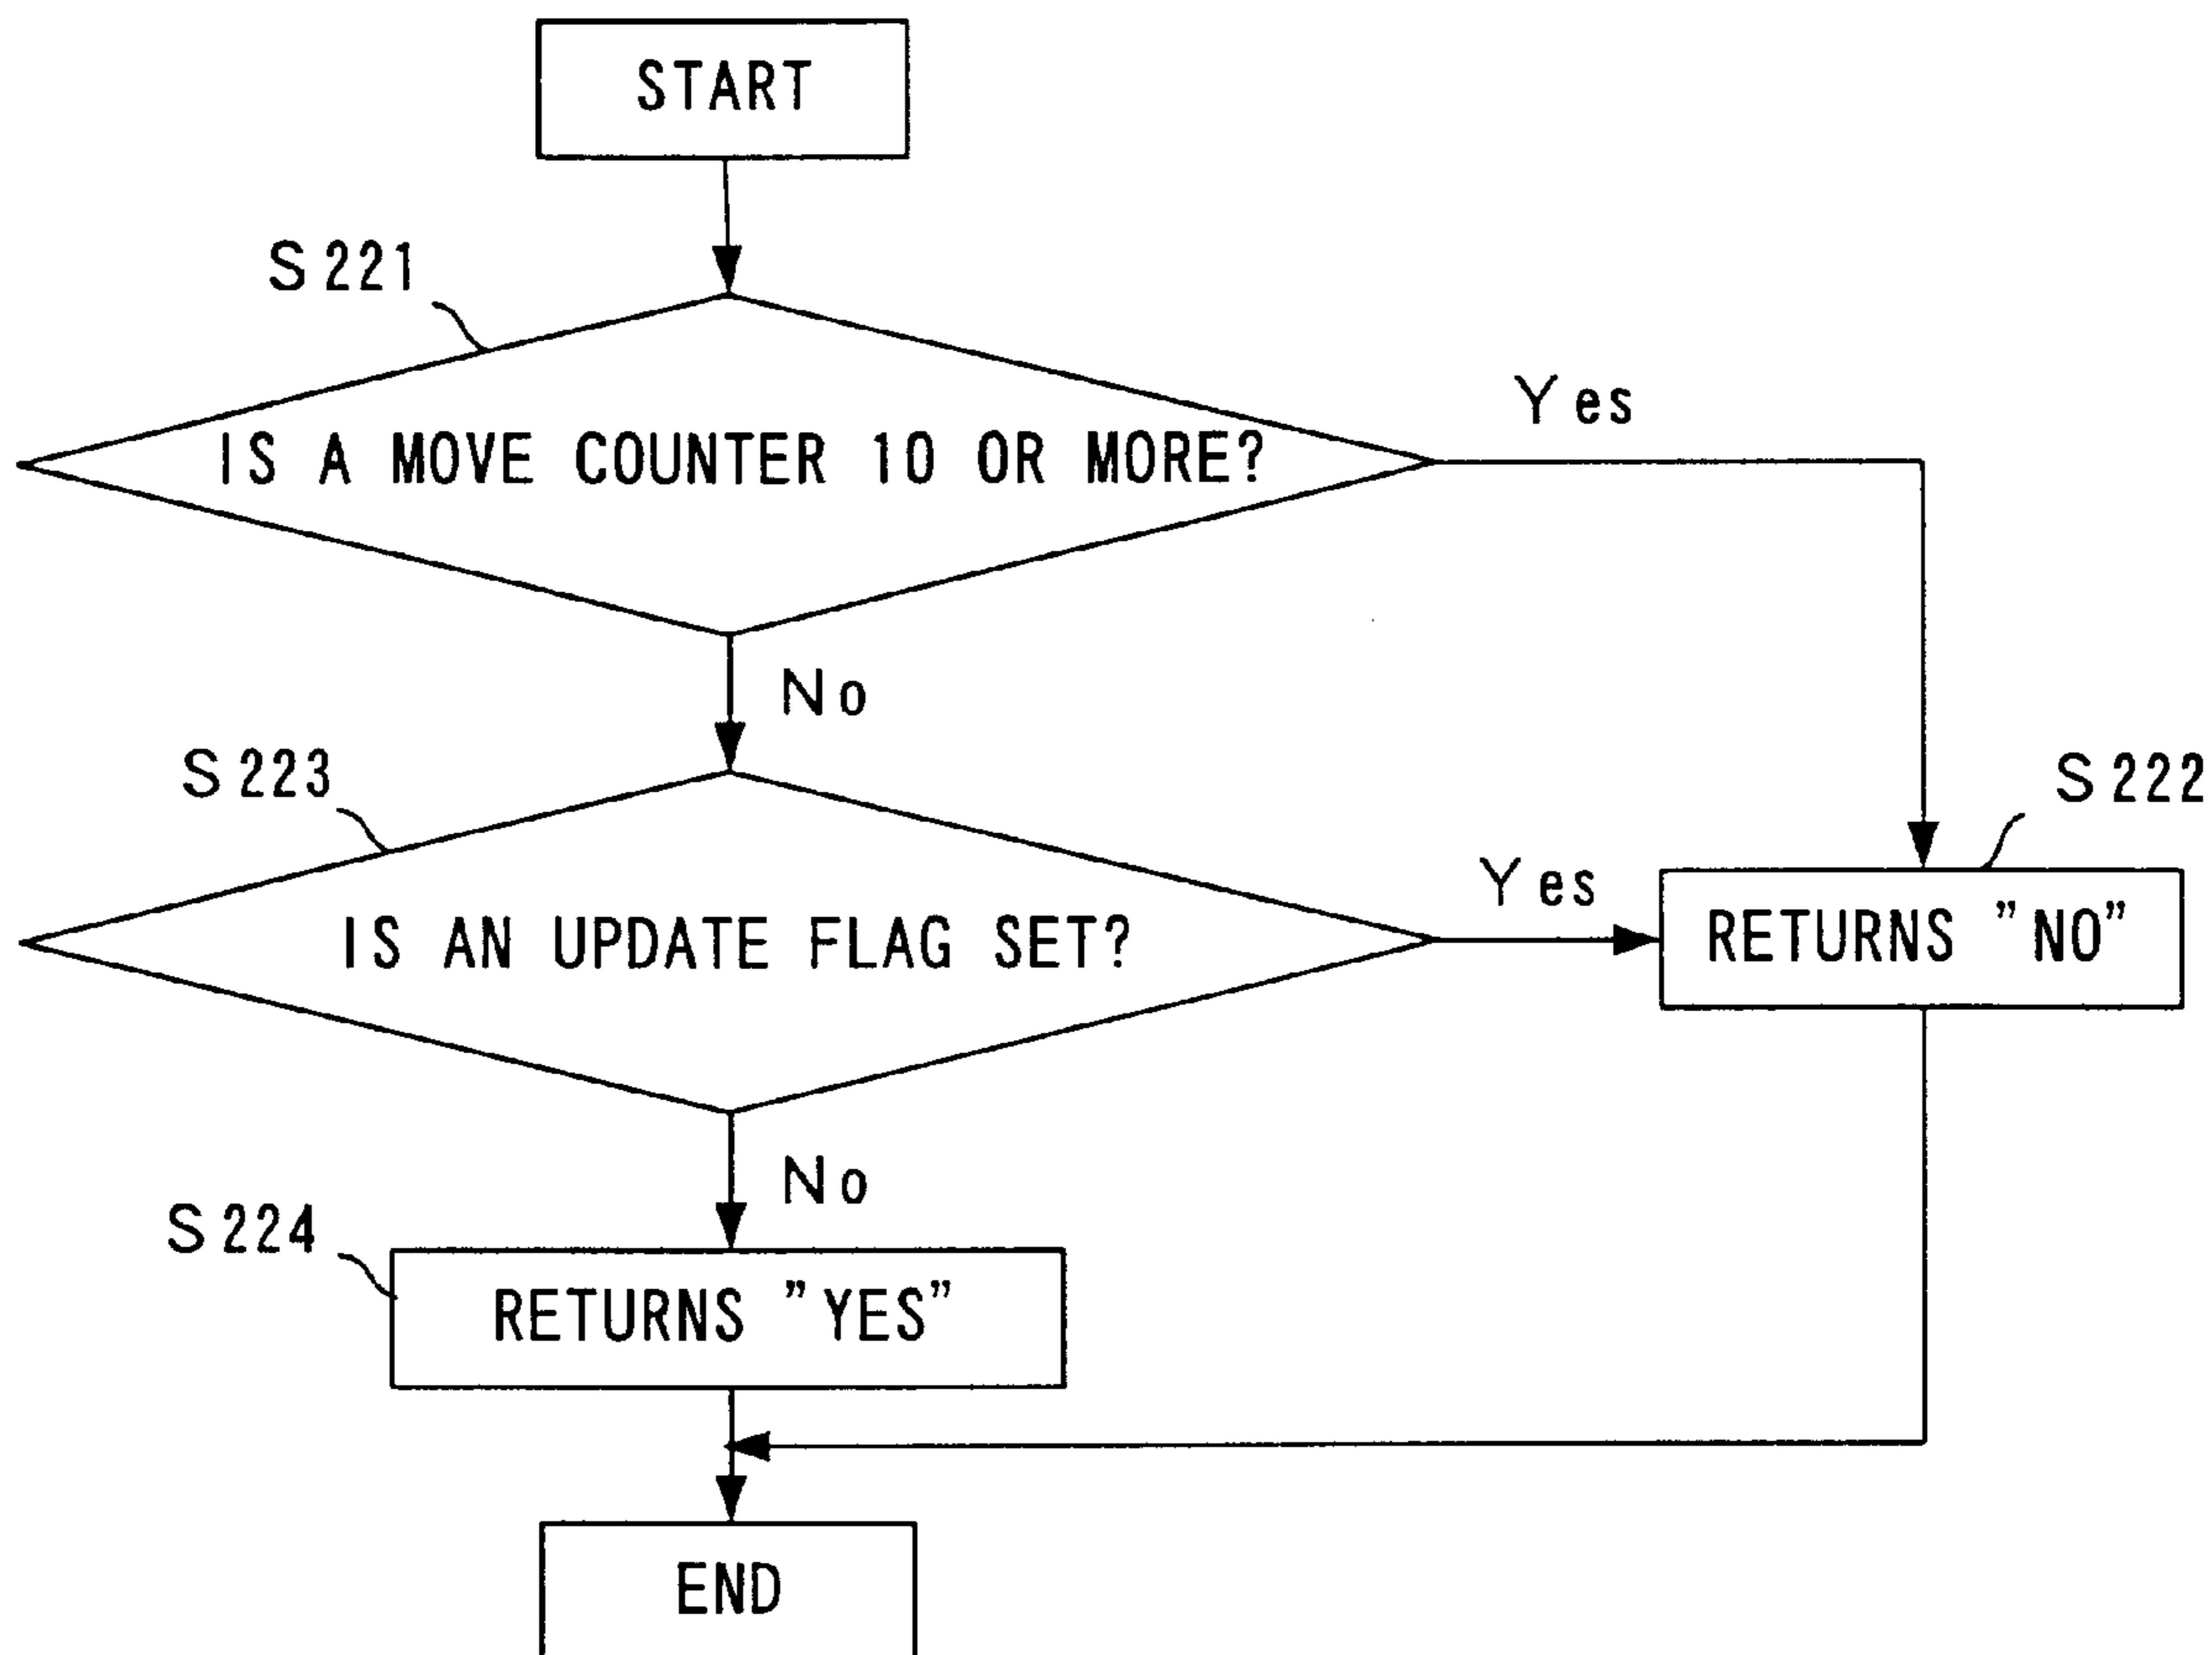 START
S221
IS A MOVE COUNTER 10 OR MORE?
Yes
No
S223
IS AN UPDATE FLAG SET?
Yes
S222
RETURNS "NO"
No
S224
RETURNS "YES"
END